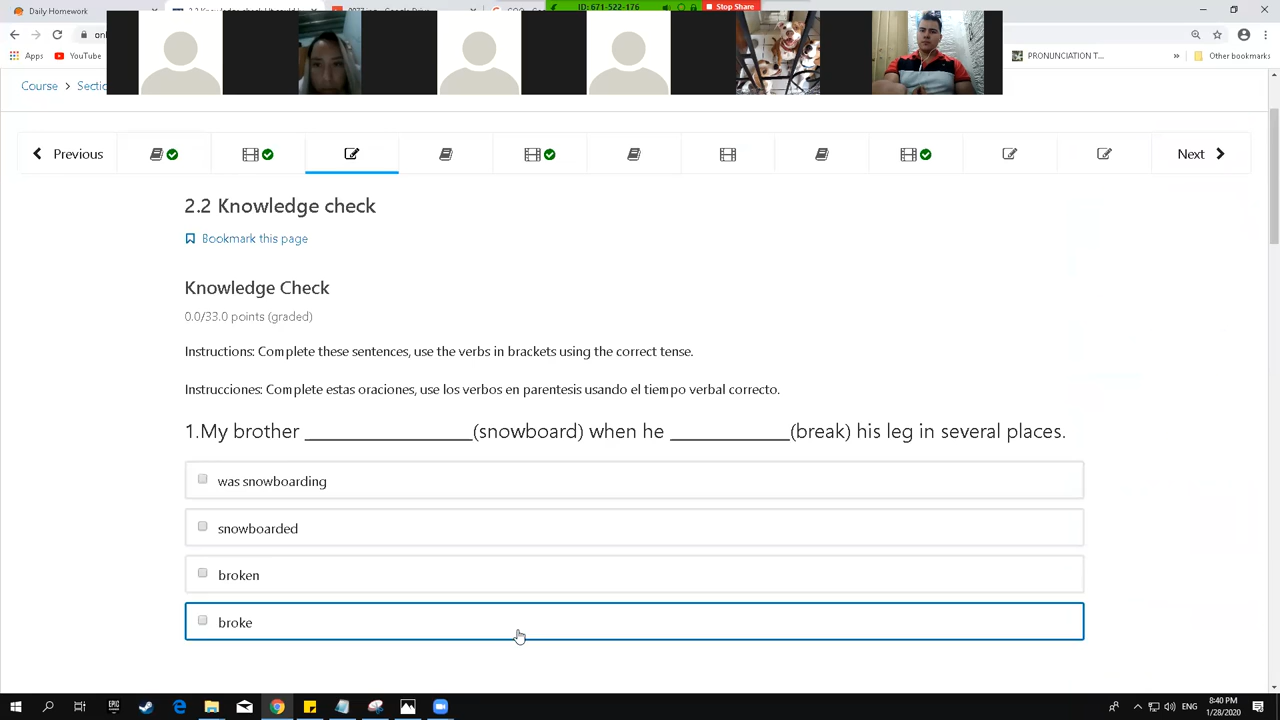 Daily Homework
ID: 671-522-176
Stop Share
Apps
YouTube
PRONUNCIATION T...
»
Other bookmarks
Course
Previous
Next
2.2 Knowledge check
Bookmark this page
Knowledge Check
0.0/33.0 points (graded)
Instructions: Complete these sentences, use the verbs in brackets using the correct tense.
Instrucciones: Complete estas oraciones, use los verbos en parentesis usando el tiempo verbal correcto.
1.My brother _________________(snowboard) when he ____________(break) his leg in several places.
was snowboarding
snowboarded
broken
broke
ENG
8:40 PM
1/28/2020